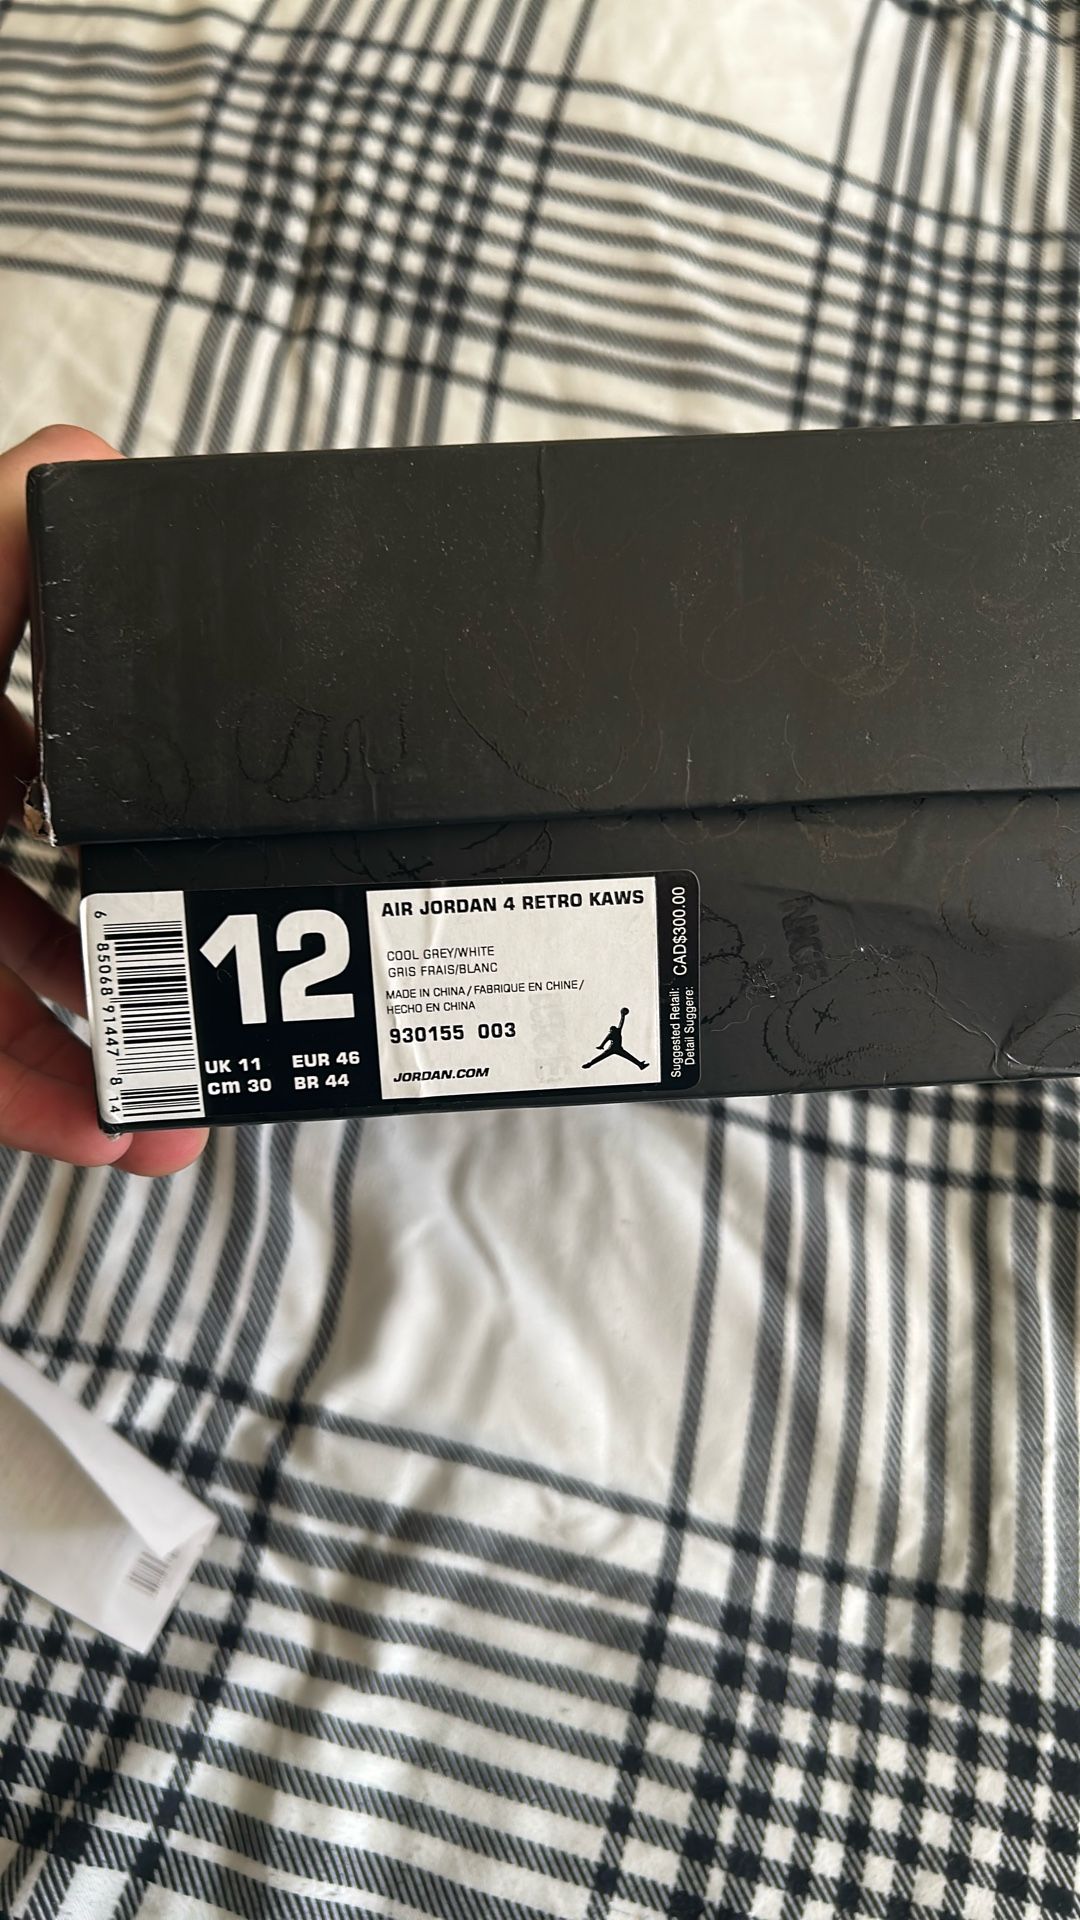 6 85068 91447 8 14
12
UK 11 EUR 46
cm 30 BR 44
AIR JORDAN 4 RETRO KAWS
COOL GREY/WHITE
GRIS FRAIS/BLANC
MADE IN CHINA / FABRIQUE EN CHINE /
HECHO EN CHINA
930155 003
JORDAN.COM
Suggested Retail: CAD$300.00
Detail Suggere: